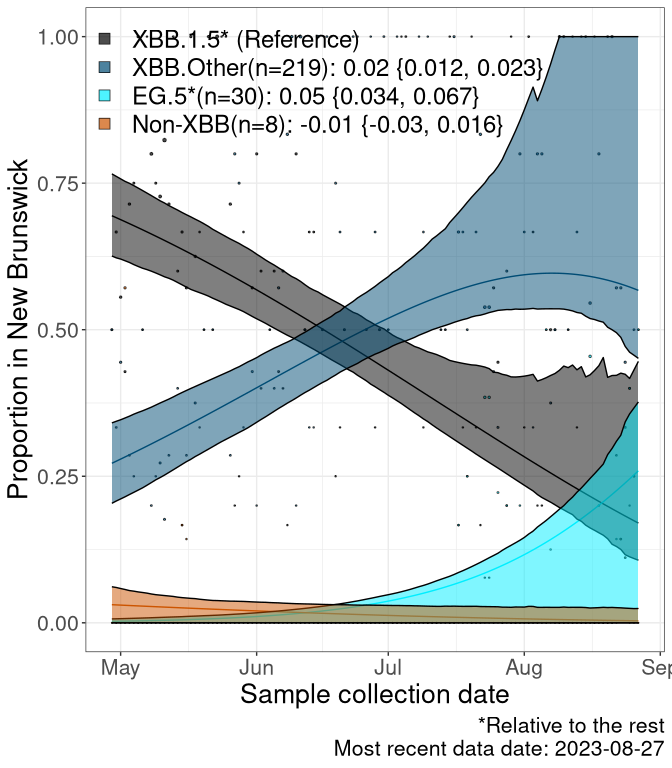 XBB.1.5* (Reference)
XBB.Other(n=219): 0.02 {0.012, 0.023}
EG.5*(n=30): 0.05 {0.034, 0.067}
Non-XBB(n=8): -0.01 {-0.03, 0.016}
Proportion in New Brunswick
1.00
0.75
0.50
0.25
0.00
May Jun Jul Aug Sep
Sample collection date
*Relative to the rest
Most recent data date: 2023-08-27